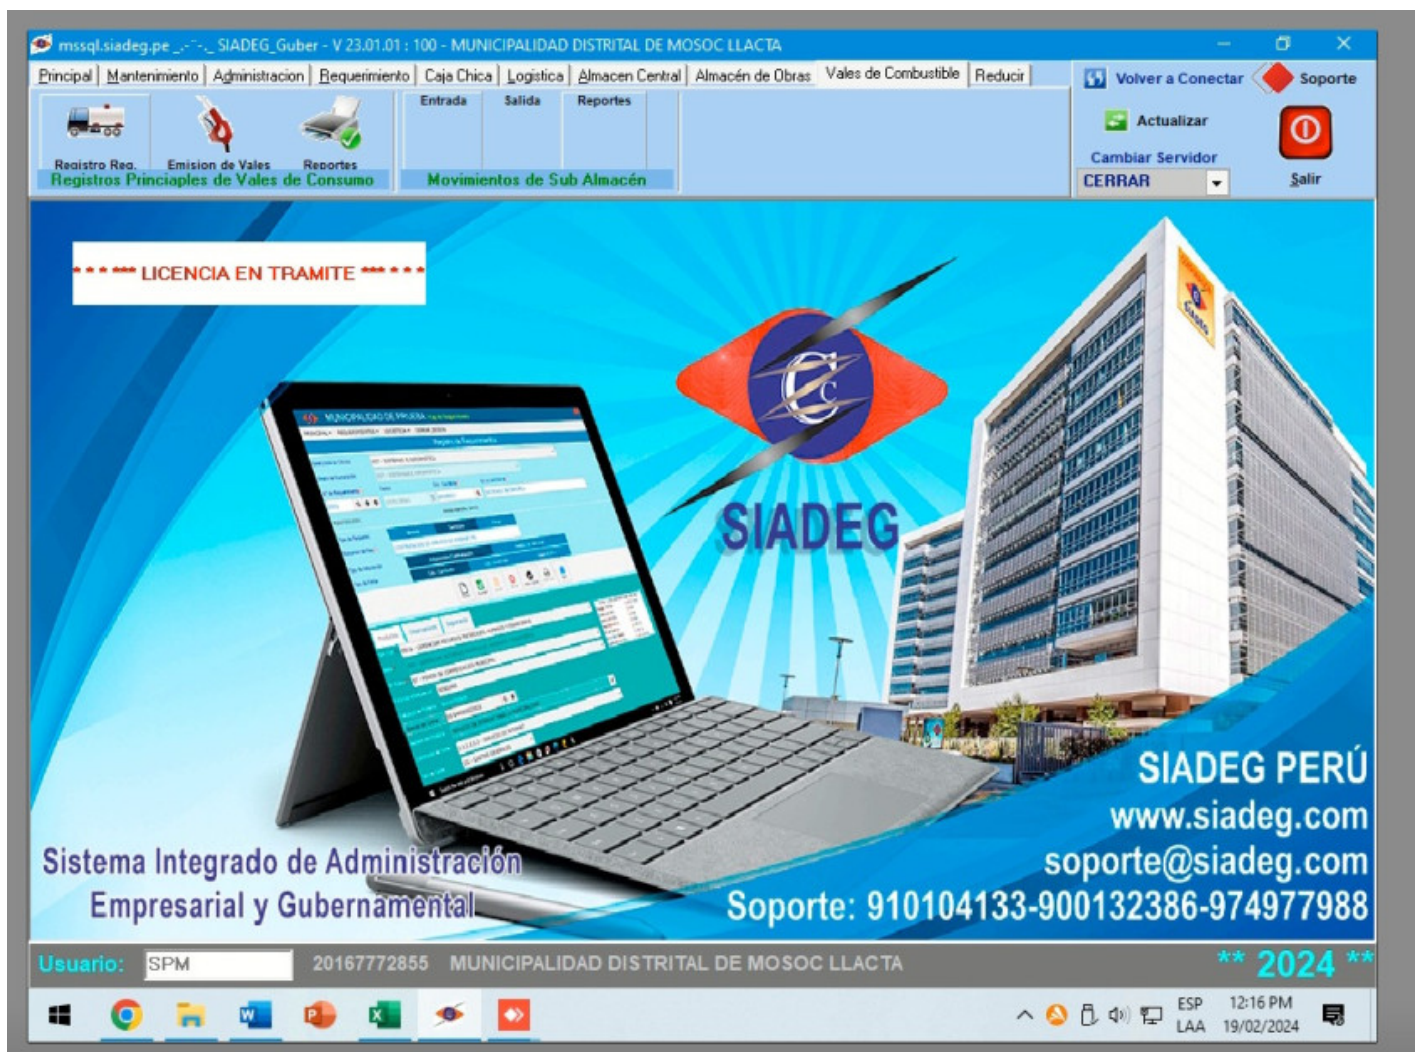 mssql.siadeg.pe _.-¨-._ SIADEG_Guber - V 23.01.01 : 100 - MUNICIPALIDAD DISTRITAL DE MOSOC LLACTA
Principal Mantenimiento Administracion Requerimiento Caja Chica Logistica Almacen Central Almacén de Obras Vales de Combustible Reducir
Volver a Conectar Soporte
Entrada Salida Reportes
Actualizar
Registro Req. Emision de Vales Reportes
Cambiar Servidor
Registros Princiaples de Vales de Consumo Movimientos de Sub Almacén
CERRAR Salir
* * * *** LICENCIA EN TRAMITE *** * * *
SIADEG
C C
SIADEG
MUNICIPALIDAD DE PRUEBA
SIADEG PERÚ
www.siadeg.com
soporte@siadeg.com
Soporte: 910104133-900132386-974977988
Sistema Integrado de Administración
Empresarial y Gubernamental
Usuario: SPM 20167772855 MUNICIPALIDAD DISTRITAL DE MOSOC LLACTA ** 2024 **
ESP 12:16 PM
LAA 19/02/2024